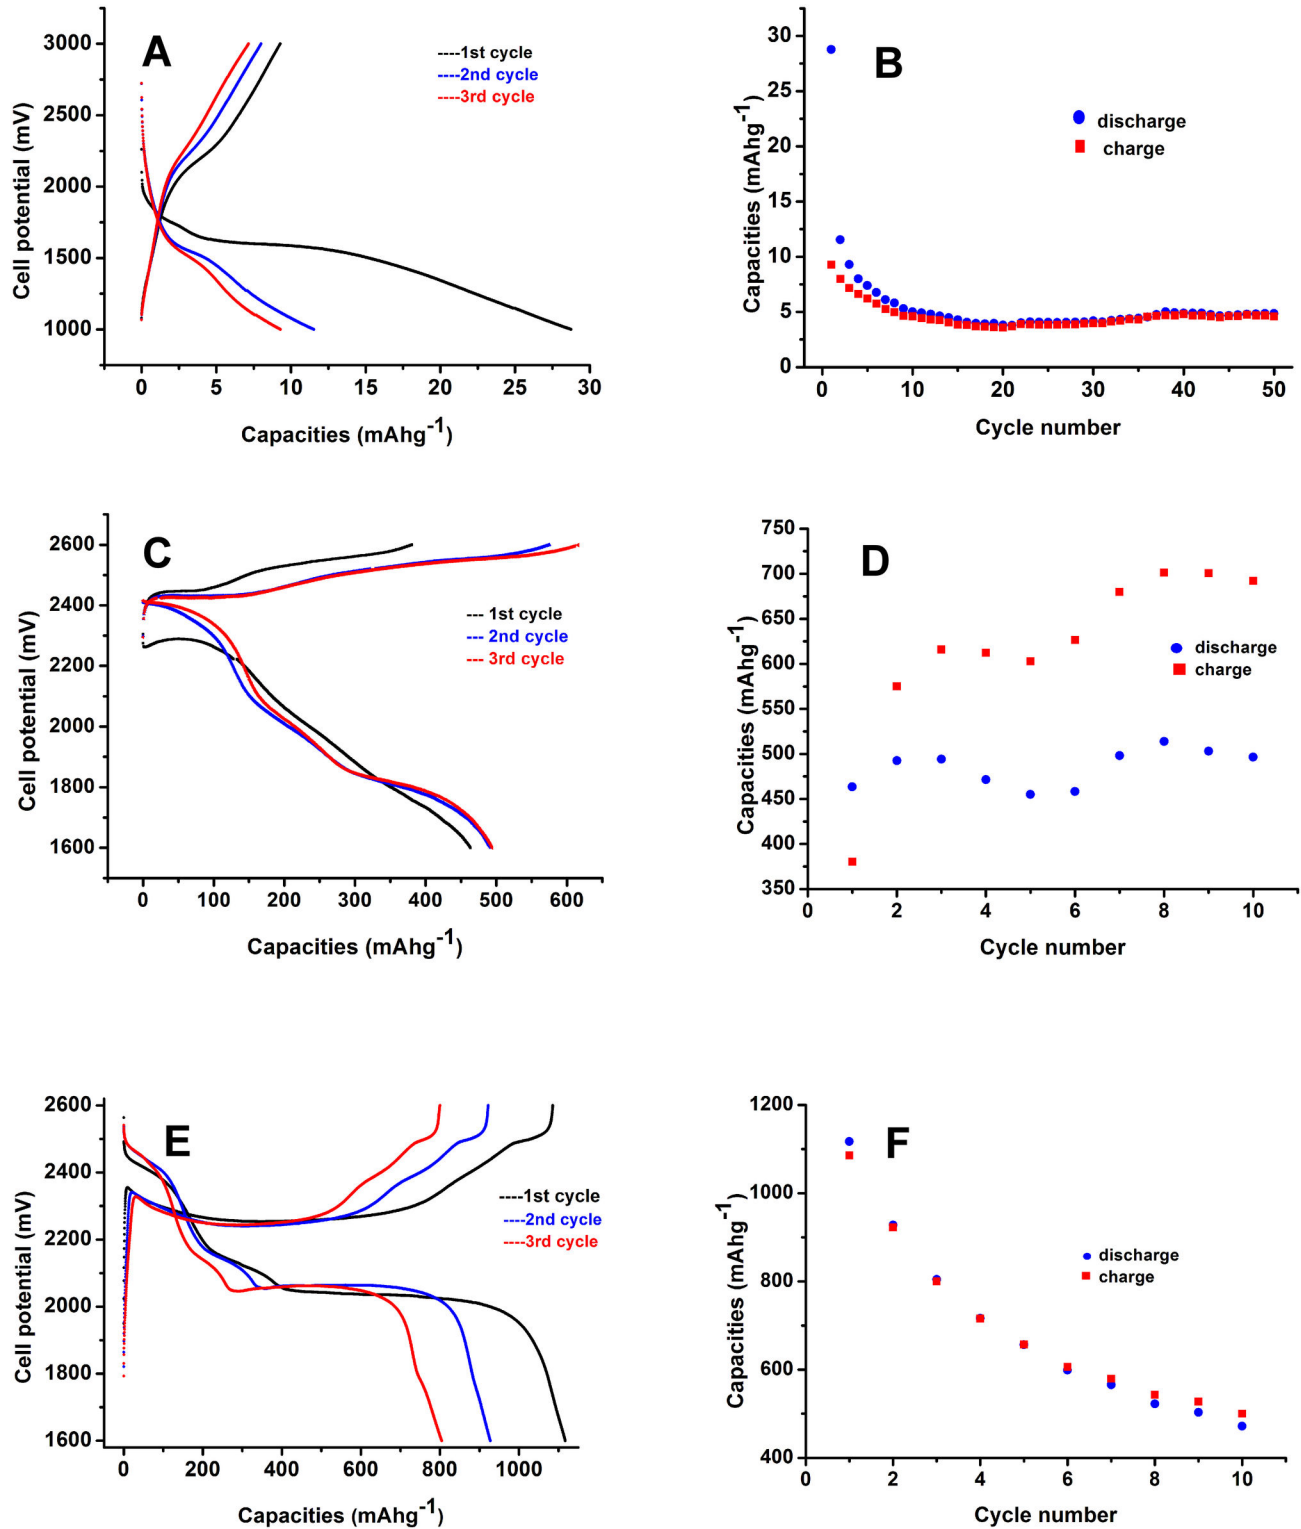 A
----1st cycle
----2nd cycle
----3rd cycle
Cell potential (mV)
3000
2500
2000
1500
1000
0 5 10 15 20 25 30
Capacities (mAhg-1)
B
discharge
charge
Capacities (mAhg-1)
30
25
20
15
10
5
0
0 10 20 30 40 50
Cycle number
C
--- 1st cycle
--- 2nd cycle
--- 3rd cycle
Cell potential (mV)
2600
2400
2200
2000
1800
1600
0 100 200 300 400 500 600
Capacities (mAhg-1)
D
discharge
charge
Capacities (mAhg-1)
750
700
650
600
550
500
450
400
350
0 2 4 6 8 10
Cycle number
E
----1st cycle
----2nd cycle
----3rd cycle
Cell potential (mV)
2600
2400
2200
2000
1800
1600
0 200 400 600 800 1000
Capacities (mAhg-1)
F
discharge
charge
Capacities (mAhg-1)
1200
1000
800
600
400
0 2 4 6 8 10
Cycle number